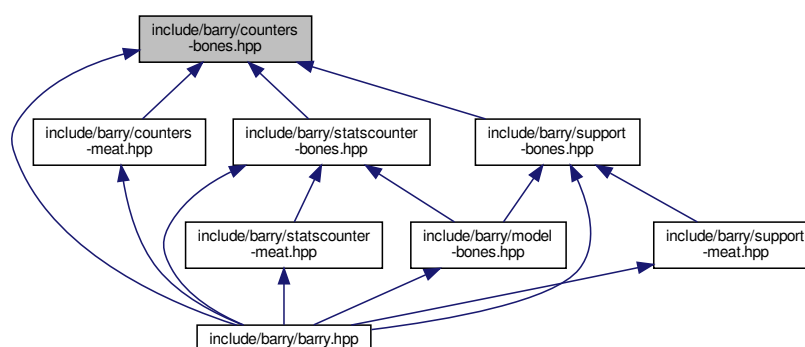 include/barry/counters
-bones.hpp
include/barry/counters
-meat.hpp
include/barry/statscounter
-bones.hpp
include/barry/support
-bones.hpp
include/barry/statscounter
-meat.hpp
include/barry/model
-bones.hpp
include/barry/support
-meat.hpp
include/barry/barry.hpp